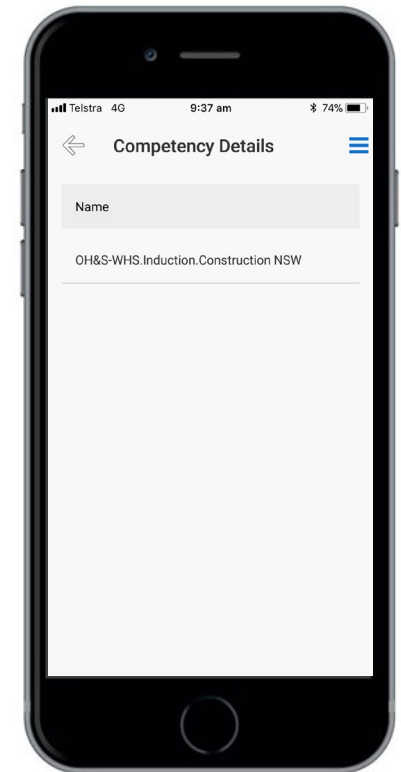 Telstra 4G 9:37 am 74%
Competency Details
Name
OH&S-WHS.Induction.Construction NSW